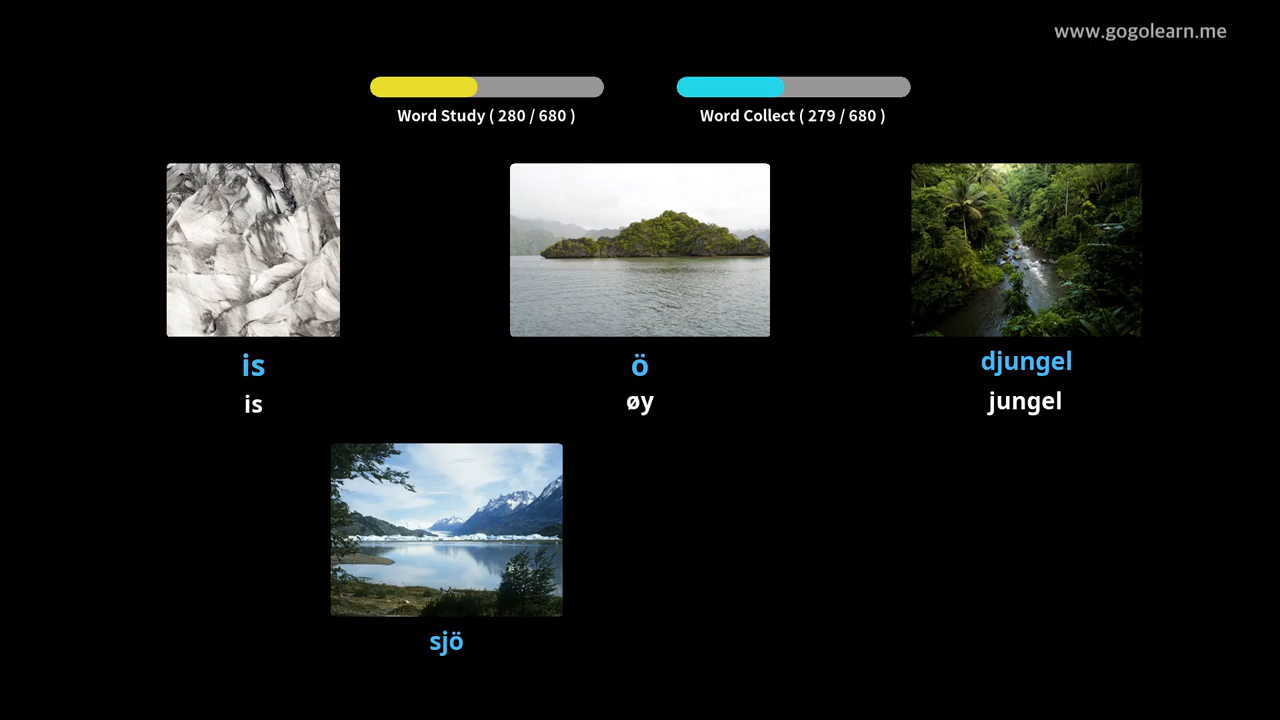 www.gogolearn.me
Word Study ( 280 / 680 )
Word Collect ( 279 / 680 )
is
is
ö
øy
djungel
jungel
sjö